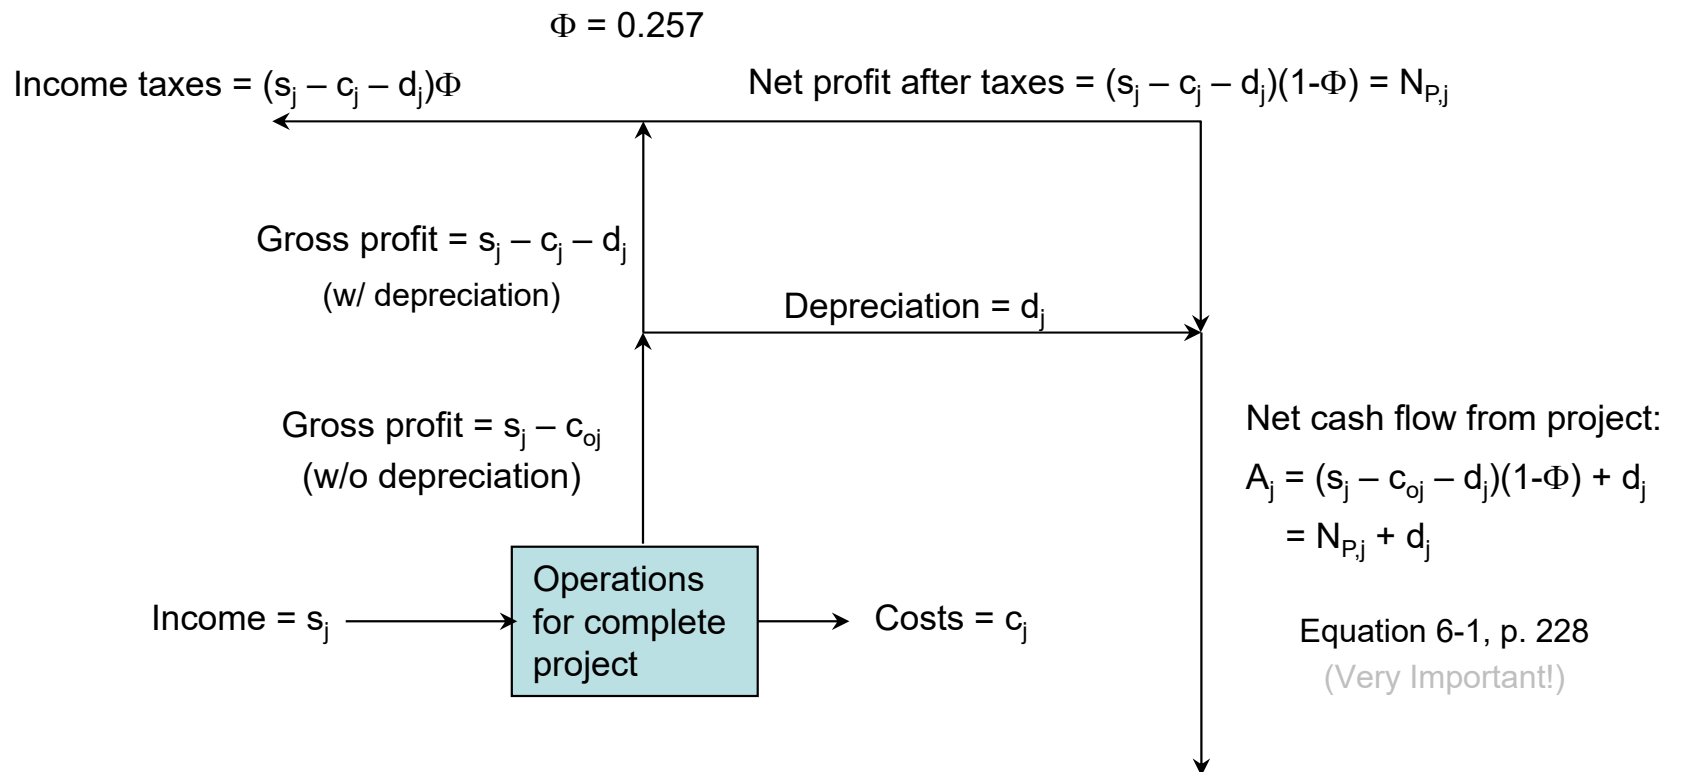 Φ = 0.257
Income taxes = (sj – cj – dj)Φ
Net profit after taxes = (sj – cj – dj)(1-Φ) = NP,j
Gross profit = sj – cj – dj
(w/ depreciation)
Depreciation = dj
Gross profit = sj – coj
(w/o depreciation)
Net cash flow from project:
Aj = (sj – coj – dj)(1-Φ) + dj
= NP,j + dj
Operations
for complete
project
Income = sj
Costs = cj
Equation 6-1, p. 228
(Very Important!)